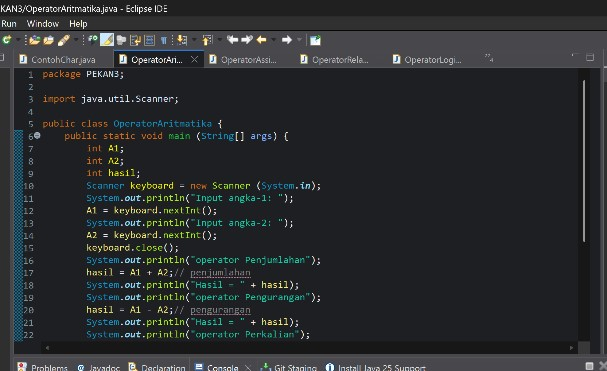 KAN3/OperatorAritmatika.java - Eclipse IDE
Run Window Help
ContohChar.java OperatorAri... OperatorAssi... OperatorRela... OperatorLogi...
1 package PEKAN3;
2
3 import java.util.Scanner;
4
5 public class OperatorAritmatika {
6 public static void main (String[] args) {
7 int A1;
8 int A2;
9 int hasil;
10 Scanner keyboard = new Scanner (System.in);
11 System.out.println("Input angka-1: ");
12 A1 = keyboard.nextInt();
13 System.out.println("Input angka-2: ");
14 A2 = keyboard.nextInt();
15 keyboard.close();
16 System.out.println("operator Penjumlahan");
17 hasil = A1 + A2;// penjumlahan
18 System.out.println("Hasil = " + hasil);
19 System.out.println("operator Pengurangan");
20 hasil = A1 - A2;// pengurangan
21 System.out.println("Hasil = " + hasil);
22 System.out.println("operator Perkalian");
Problems Javadoc Declaration Console Git Staging Install Java 25 Support